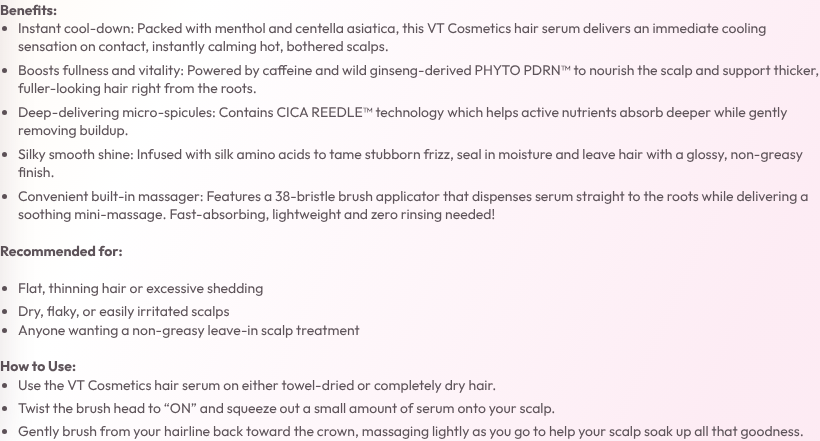 Benefits:
• Instant cool-down: Packed with menthol and centella asiatica, this VT Cosmetics hair serum delivers an immediate cooling
sensation on contact, instantly calming hot, bothered scalps.
• Boosts fullness and vitality: Powered by caffeine and wild ginseng-derived PHYTO PDRN™ to nourish the scalp and support thicker,
fuller-looking hair right from the roots.
• Deep-delivering micro-spicules: Contains CICA REEDLE™ technology which helps active nutrients absorb deeper while gently
removing buildup.
• Silky smooth shine: Infused with silk amino acids to tame stubborn frizz, seal in moisture and leave hair with a glossy, non-greasy
finish.
• Convenient built-in massager: Features a 38-bristle brush applicator that dispenses serum straight to the roots while delivering a
soothing mini-massage. Fast-absorbing, lightweight and zero rinsing needed!
Recommended for:
• Flat, thinning hair or excessive shedding
• Dry, flaky, or easily irritated scalps
• Anyone wanting a non-greasy leave-in scalp treatment
How to Use:
• Use the VT Cosmetics hair serum on either towel-dried or completely dry hair.
• Twist the brush head to “ON” and squeeze out a small amount of serum onto your scalp.
• Gently brush from your hairline back toward the crown, massaging lightly as you go to help your scalp soak up all that goodness.